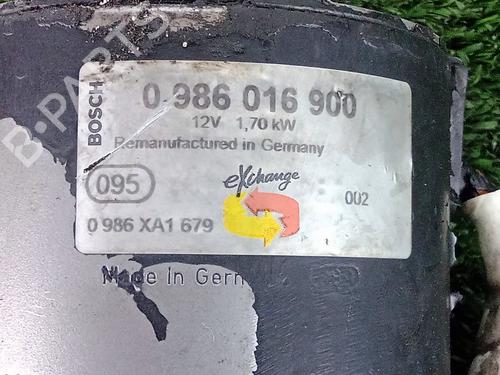 BOSCH
0 986 016 900
12V 1,70 kW
Remanufactured in Germany
095
eXchange
002
0 986 XA1 679
Made In Germ
B-PARTS